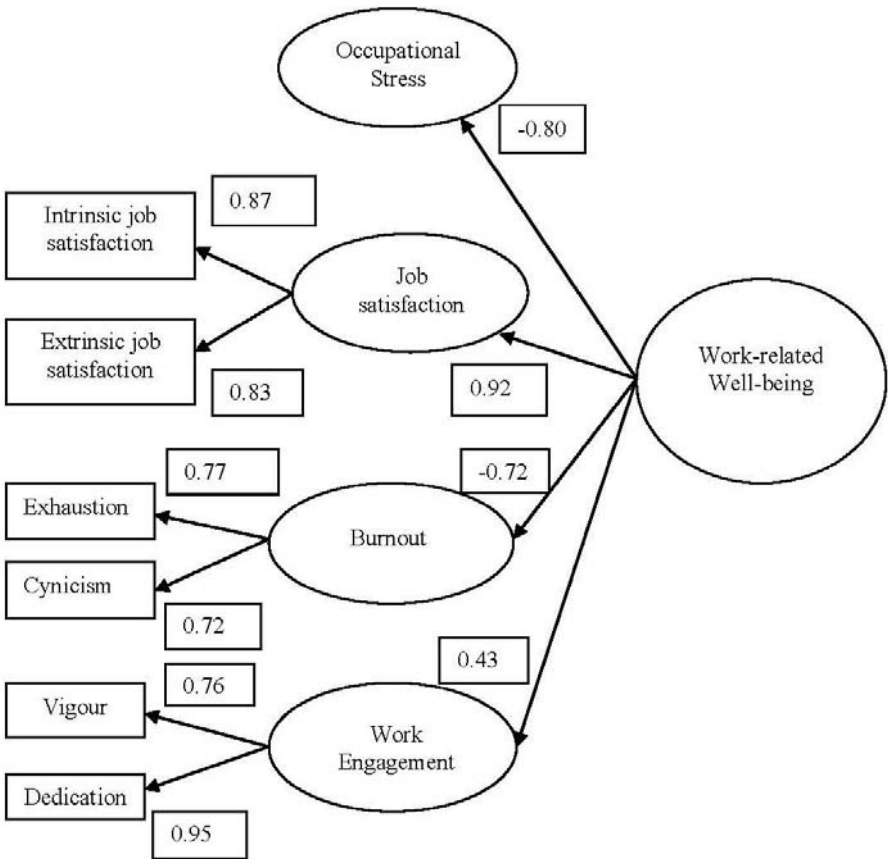 Occupational
Stress
-0.80
0.87
Intrinsic job
satisfaction
Job
satisfaction
Extrinsic job
satisfaction
0.83
0.92
Work-related
Well-being
0.77
-0.72
Exhaustion
Burnout
Cynicism
0.72
0.43
0.76
Vigour
Work
Engagement
Dedication
0.95